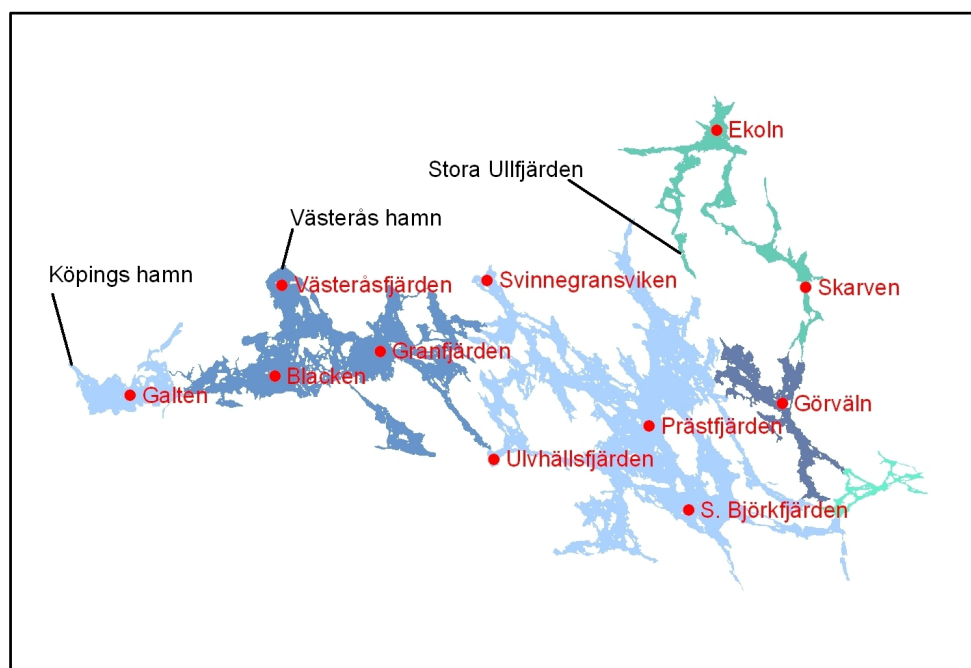 Ekoln
Stora Ullfjärden
Västerås hamn
Köpings hamn
Västeråsfjärden
Svinnegransviken
Skarven
Granfjärden
Blacken
Galten
Görväln
Prästfjärden
Ulvhällsfjärden
S. Björkfjärden